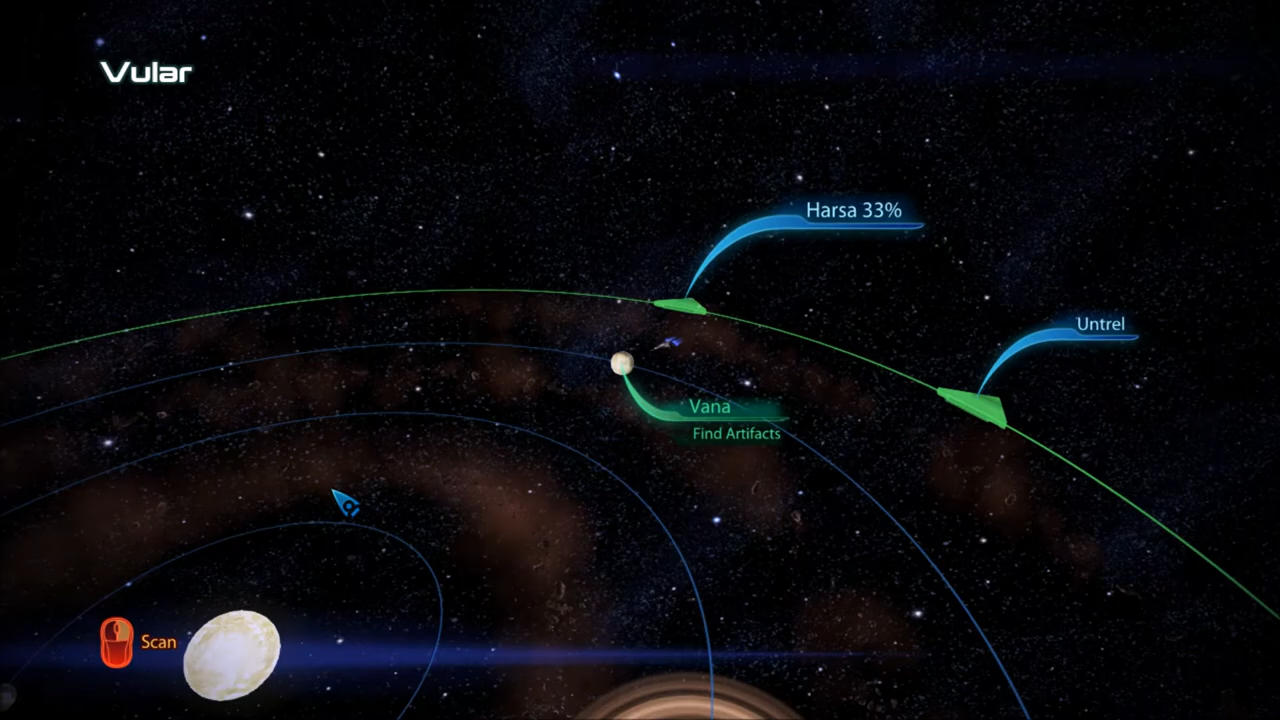 Vular
Harsa 33%
Untrel
Vana
Find Artifacts
Scan